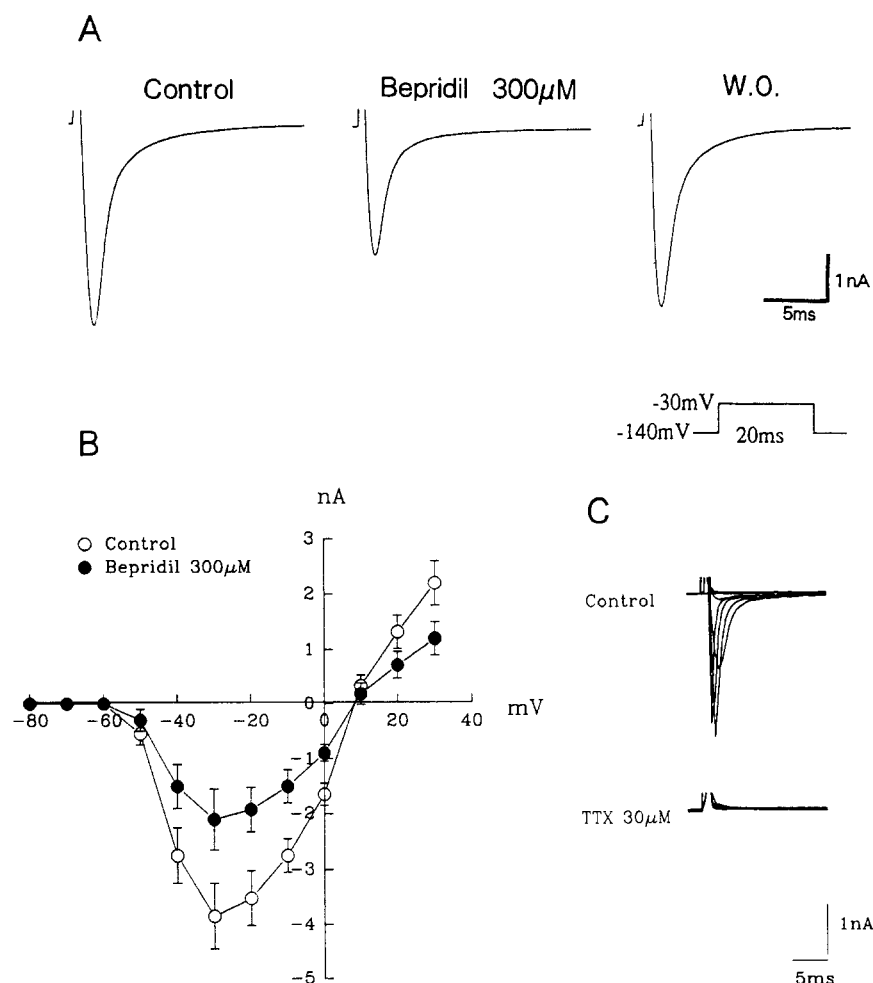 A
Control
Bepridil 300μM
W.O.
1nA
5ms
-30mV
-140mV
20ms
B
nA
Control
Bepridil 300μM
3
2
1
0
-80
-60
-40
-20
0
20
40
mV
-1
-2
-3
-4
-5
C
Control
TTX 30μM
1nA
5ms